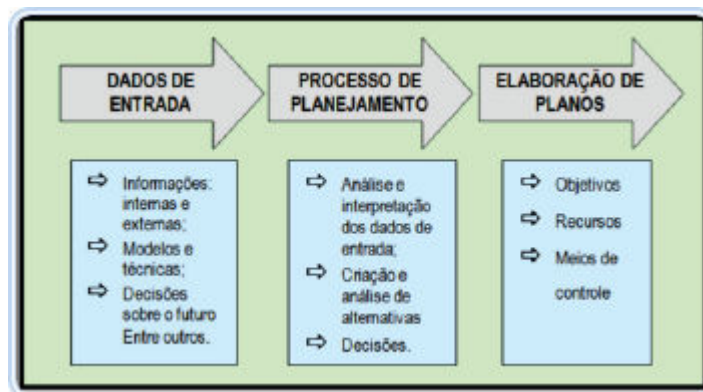 DADOS DE
ENTRADA
PROCESSO DE
PLANEJAMENTO
ELABORAÇÃO DE
PLANOS
Informações:
internas e
externas;
Modelos e
técnicas;
Decisões
sobre o futuro
Entre outros.
Análise e
interpretação
dos dados de
entrada;
Criação e
análise de
alternativas
Decisões.
Objetivos
Recursos
Meios de
controle